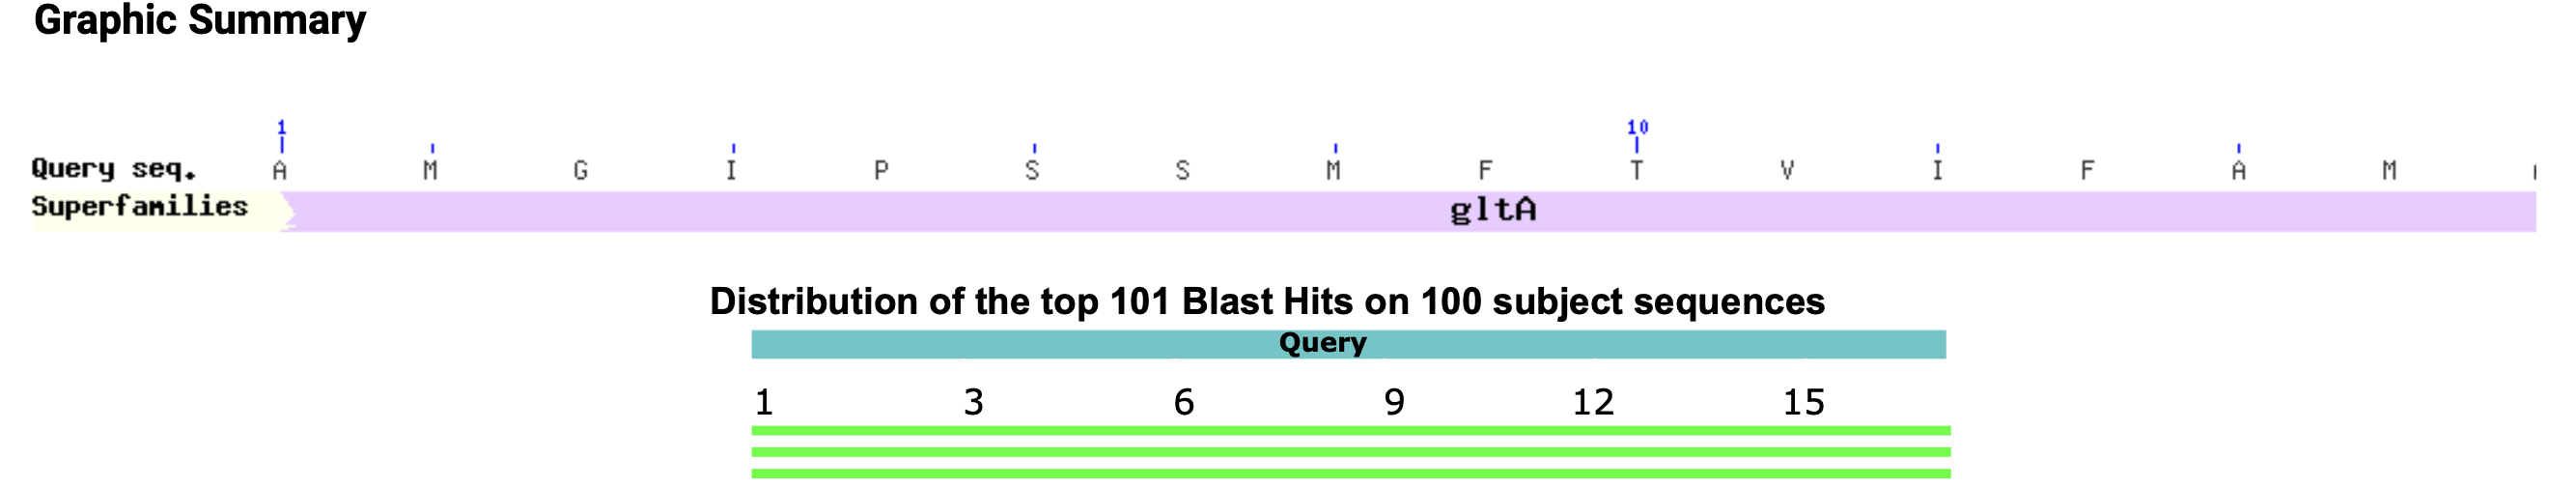 Graphic Summary
1 10
Query seq. A M G I P S S M F T V I F A M
Superfamilies gltA
Distribution of the top 101 Blast Hits on 100 subject sequences
Query
1 3 6 9 12 15